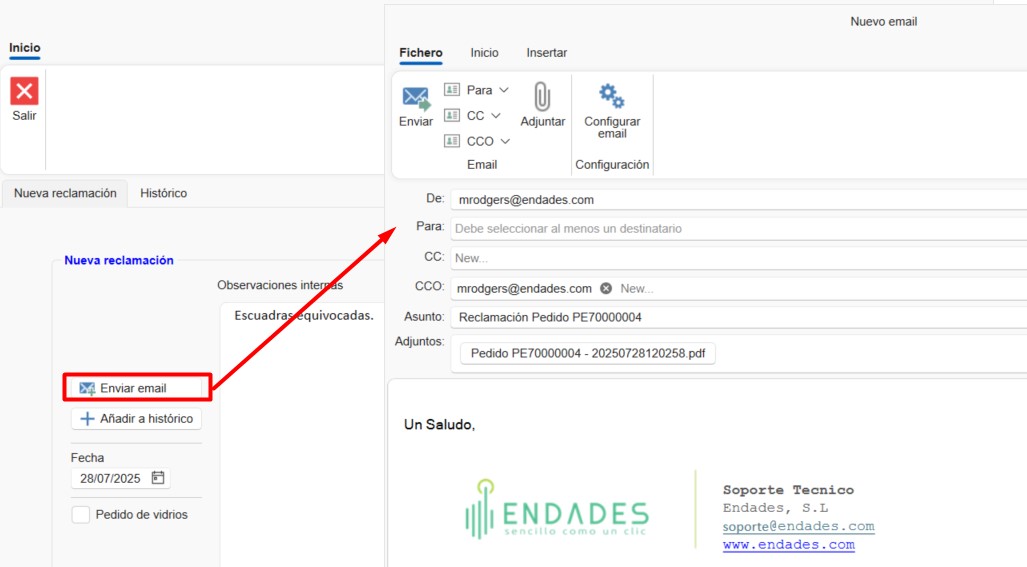 Inicio
Salir
Nueva reclamación
Histórico
Nueva reclamación
Observaciones internas
Escuadras equivocadas.
Enviar email
Añadir a histórico
Fecha
28/07/2025
Pedido de vidrios
Nuevo email
Fichero Inicio Insertar
Enviar
Para
CC
CCO
Email
Adjuntar
Configurar
email
Configuración
De: mrodgers@endades.com
Para: Debe seleccionar al menos un destinatario
CC: New...
CCO: mrodgers@endades.com New...
Asunto: Reclamación Pedido PE70000004
Adjuntos: Pedido PE70000004 - 20250728120258.pdf
Un Saludo,
ENDADES
sencillo como un clic
Soporte Tecnico
Endades, S.L
soporte@endades.com
www.endades.com